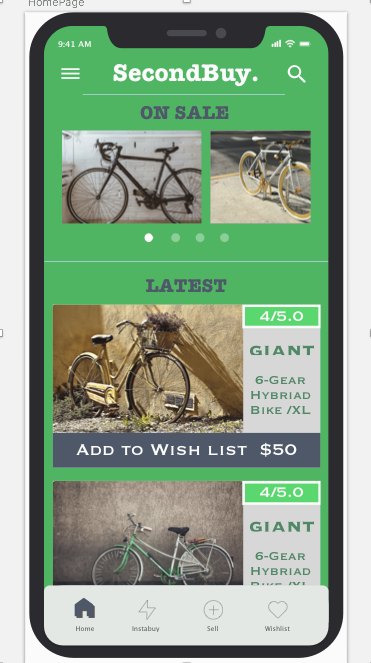 HomePage
9:41 AM
SecondBuy.
ON SALE
LATEST
4/5.0
GIANT
6-Gear
Hybriad
Bike /XL
Add to Wish list $50
4/5.0
GIANT
6-Gear
Hybriad
Bike /XL
Home
Instabuy
Sell
Wishlist